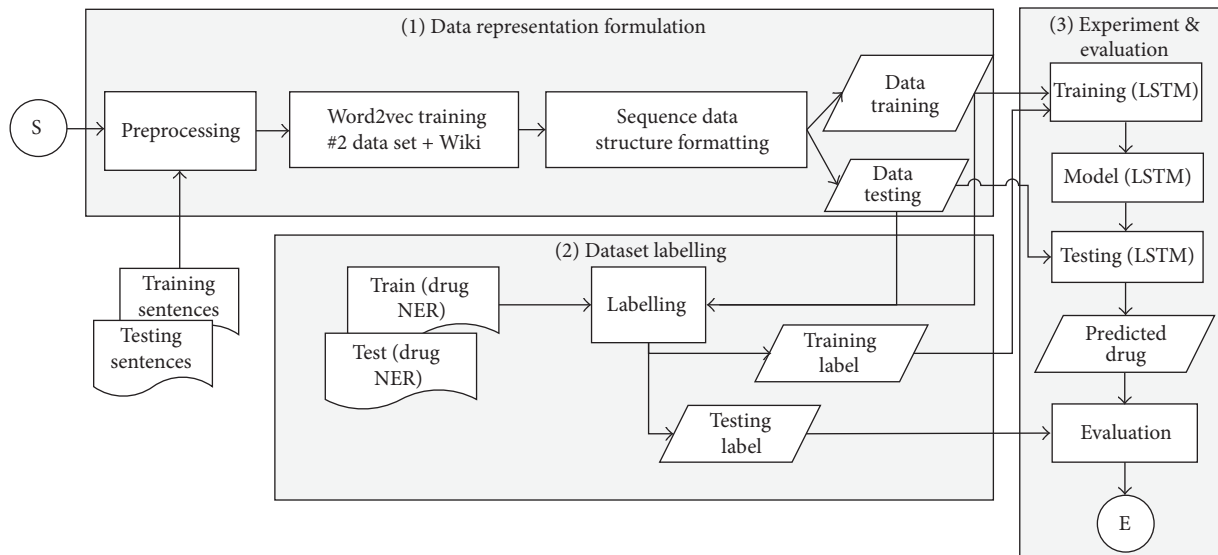 (1) Data representation formulation
S
Preprocessing
Word2vec training
#2 data set + Wiki
Sequence data
structure formatting
Data
training
Data
testing
Training
sentences
Testing
sentences
(2) Dataset labelling
Train (drug
NER)
Test (drug
NER)
Labelling
Training
label
Testing
label
(3) Experiment &
evaluation
Training (LSTM)
Model (LSTM)
Testing (LSTM)
Predicted
drug
Evaluation
E